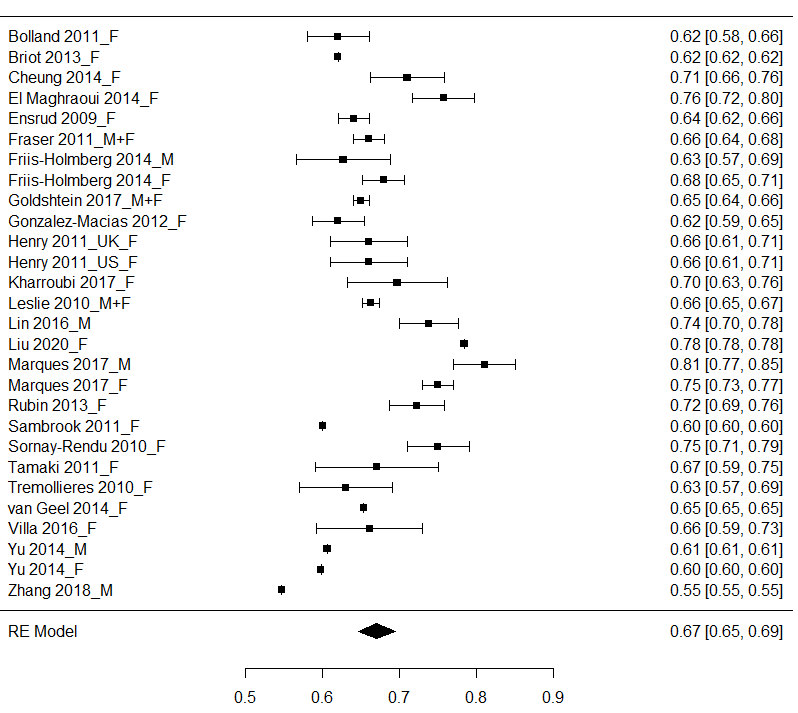 Bolland 2011_F 0.62 [0.58, 0.66]
Briot 2013_F 0.62 [0.62, 0.62]
Cheung 2014_F 0.71 [0.66, 0.76]
El Maghraoui 2014_F 0.76 [0.72, 0.80]
Ensrud 2009_F 0.64 [0.62, 0.66]
Fraser 2011_M+F 0.66 [0.64, 0.68]
Friis-Holmberg 2014_M 0.63 [0.57, 0.69]
Friis-Holmberg 2014_F 0.68 [0.65, 0.71]
Goldshtein 2017_M+F 0.65 [0.64, 0.66]
Gonzalez-Macias 2012_F 0.62 [0.59, 0.65]
Henry 2011_UK_F 0.66 [0.61, 0.71]
Henry 2011_US_F 0.66 [0.61, 0.71]
Kharroubi 2017_F 0.70 [0.63, 0.76]
Leslie 2010_M+F 0.66 [0.65, 0.67]
Lin 2016_M 0.74 [0.70, 0.78]
Liu 2020_F 0.78 [0.78, 0.78]
Marques 2017_M 0.81 [0.77, 0.85]
Marques 2017_F 0.75 [0.73, 0.77]
Rubin 2013_F 0.72 [0.69, 0.76]
Sambrook 2011_F 0.60 [0.60, 0.60]
Sornay-Rendu 2010_F 0.75 [0.71, 0.79]
Tamaki 2011_F 0.67 [0.59, 0.75]
Tremollieres 2010_F 0.63 [0.57, 0.69]
van Geel 2014_F 0.65 [0.65, 0.65]
Villa 2016_F 0.66 [0.59, 0.73]
Yu 2014_M 0.61 [0.61, 0.61]
Yu 2014_F 0.60 [0.60, 0.60]
Zhang 2018_M 0.55 [0.55, 0.55]
RE Model 0.67 [0.65, 0.69]
0.5 0.6 0.7 0.8 0.9